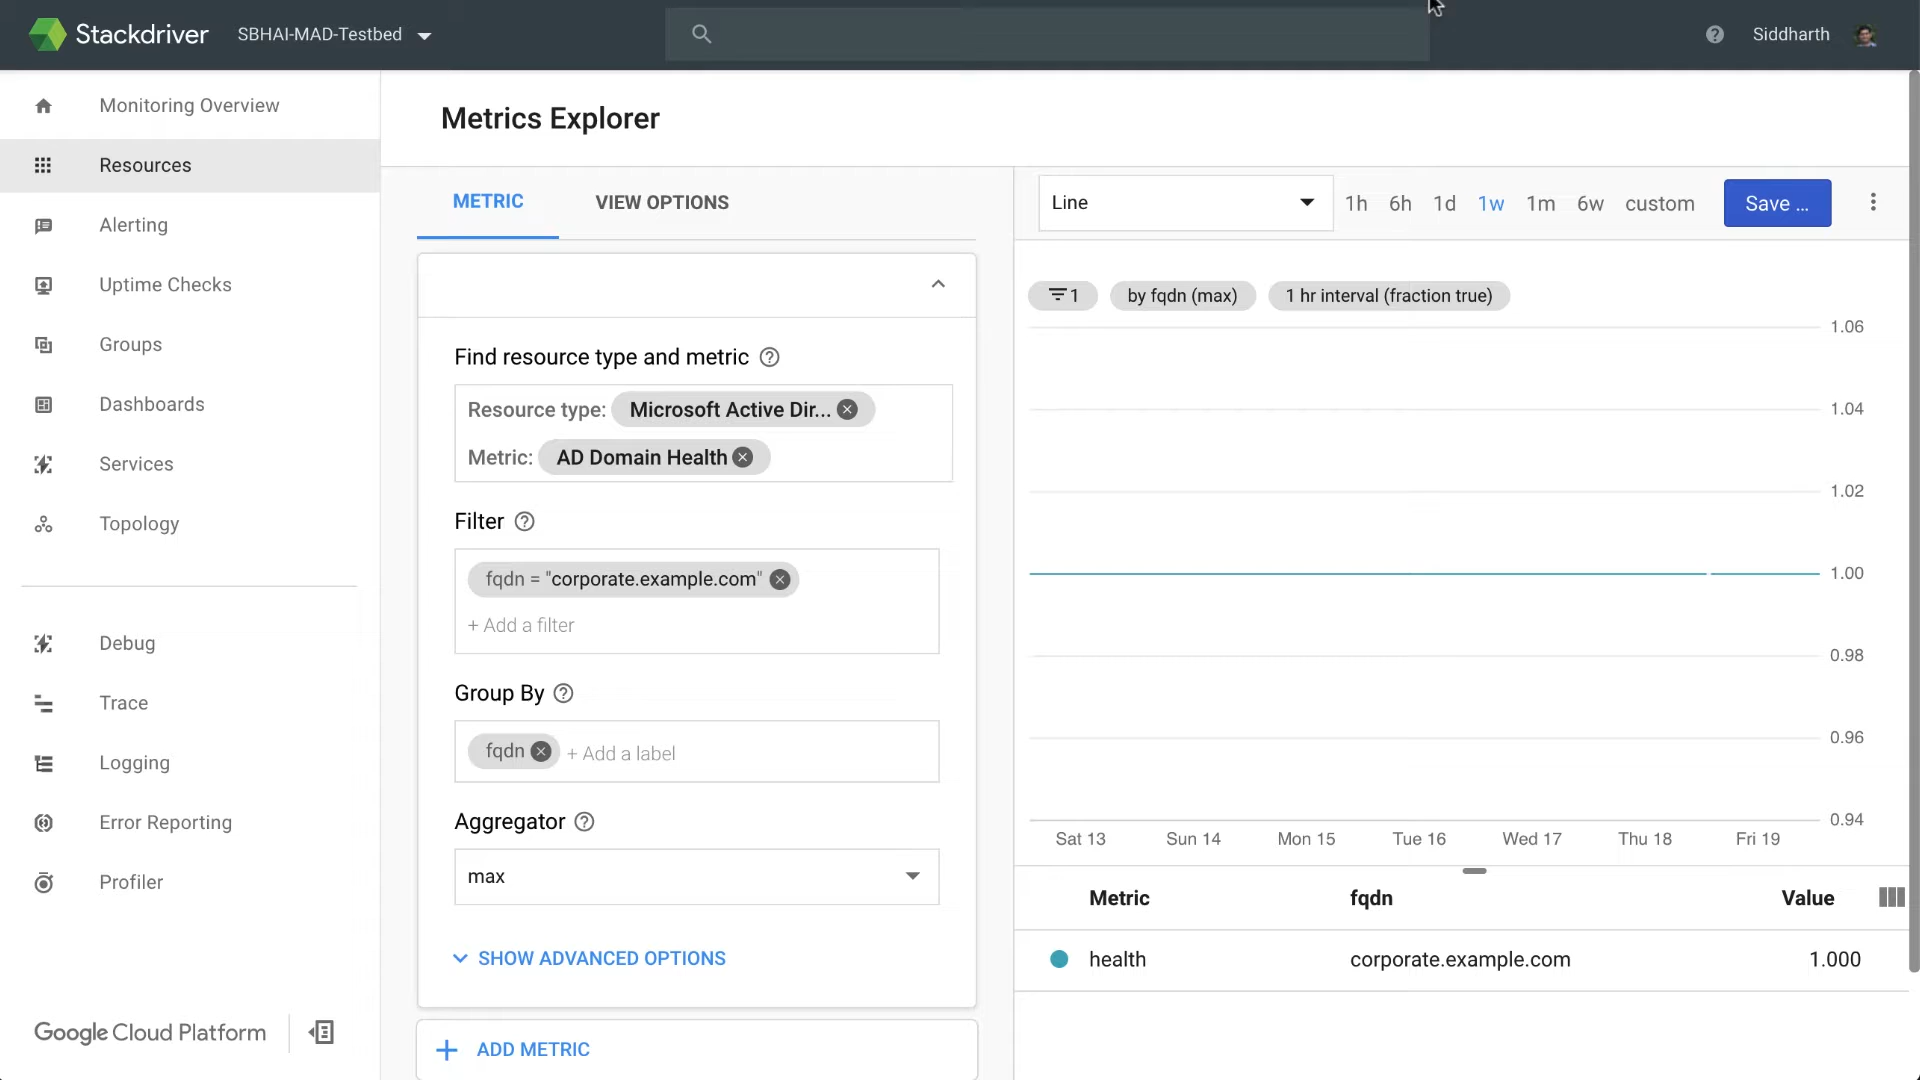 Stackdriver
SBHAI-MAD-Testbed
Siddharth
Monitoring Overview
Resources
Alerting
Uptime Checks
Groups
Dashboards
Services
Topology
Debug
Trace
Logging
Error Reporting
Profiler
Google Cloud Platform
Metrics Explorer
METRIC
VIEW OPTIONS
Find resource type and metric
Resource type: Microsoft Active Dir...
Metric: AD Domain Health
Filter
fqdn = "corporate.example.com"
+ Add a filter
Group By
fqdn + Add a label
Aggregator
max
SHOW ADVANCED OPTIONS
ADD METRIC
Line 1h 6h 1d 1w 1m 6w custom Save ...
1 by fqdn (max) 1 hr interval (fraction true)
1.06
1.04
1.02
1.00
0.98
0.96
0.94
Sat 13 Sun 14 Mon 15 Tue 16 Wed 17 Thu 18 Fri 19
Metric fqdn Value
health corporate.example.com 1.000